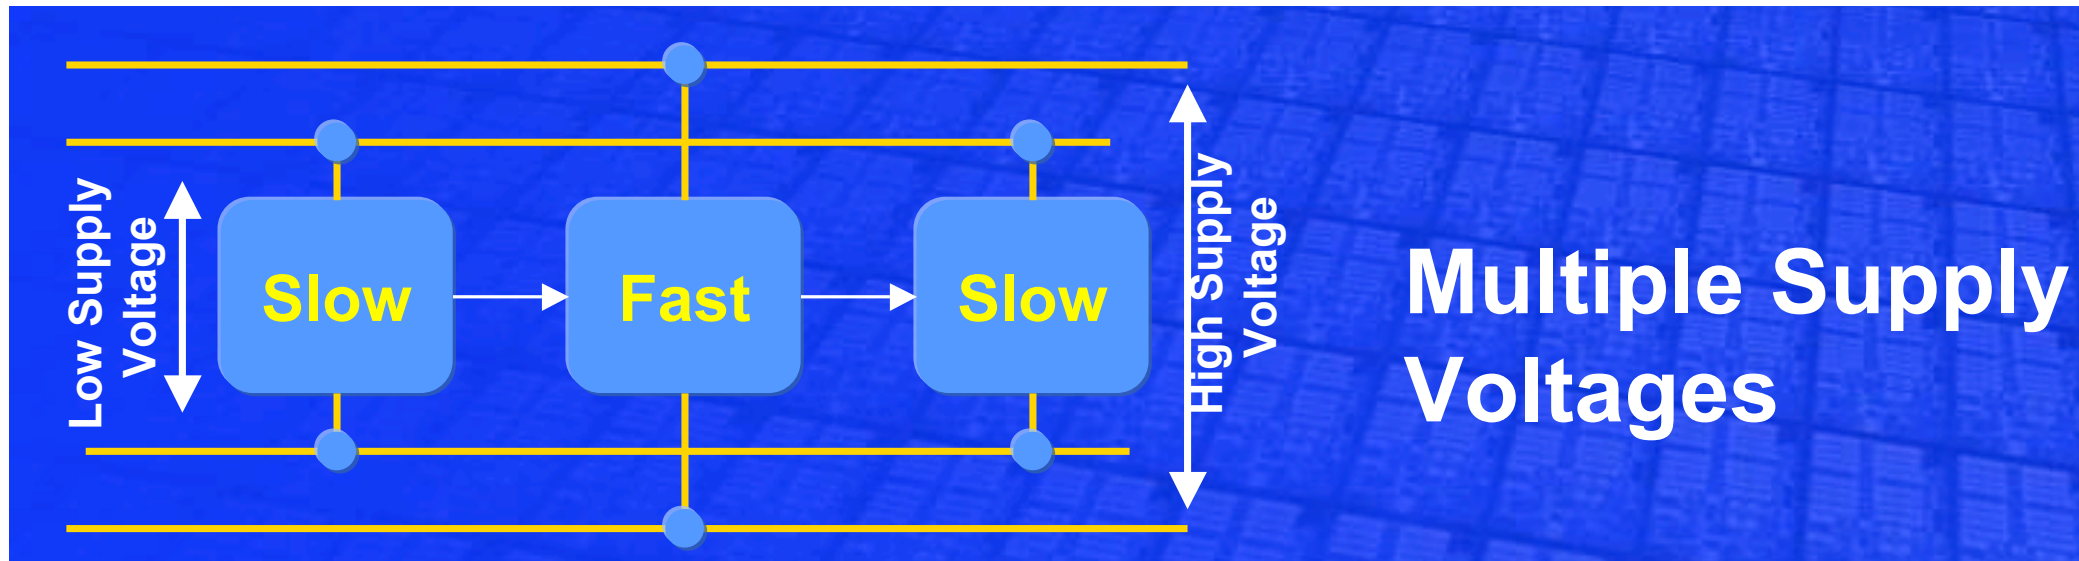 Low Supply
Voltage
Slow
Fast
Slow
High Supply
Voltage
Multiple Supply
Voltages